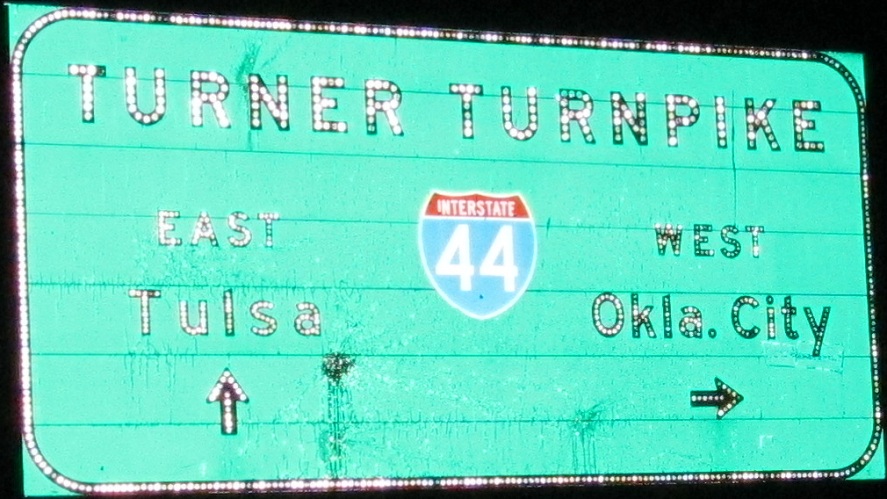 TURNER TURNPIKE
INTERSTATE
44
EAST
Tulsa
WEST
Okla. City